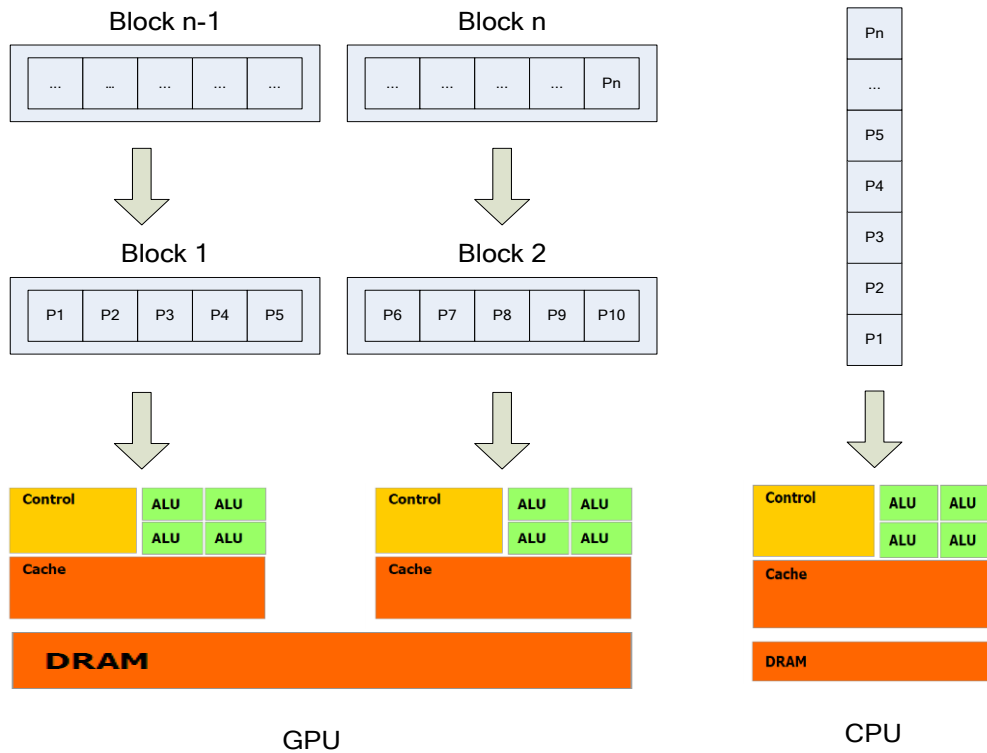 Block n-1
... ... ... ... ...
Block n
... ... ... ... Pn
Block 1
P1 P2 P3 P4 P5
Block 2
P6 P7 P8 P9 P10
Control
ALU ALU
ALU ALU
Cache
Control
ALU ALU
ALU ALU
Cache
DRAM
GPU
Pn
...
P5
P4
P3
P2
P1
Control
ALU ALU
ALU ALU
Cache
DRAM
CPU